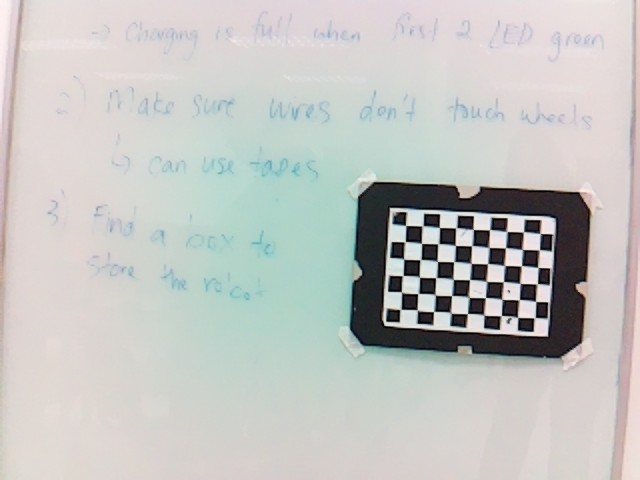 -> Charging is full when first 2 LED green
2) Make sure wires don't touch wheels
↳ can use tapes
3) Find a box to
store the robot